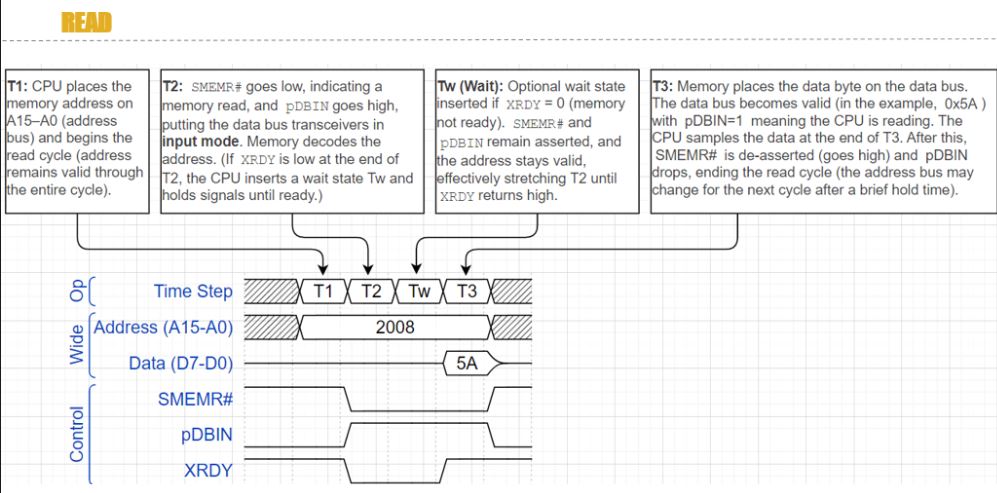 READ
T1: CPU places the
memory address on
A15–A0 (address
bus) and begins the
read cycle (address
remains valid through
the entire cycle).
T2: SMEMR# goes low, indicating a
memory read, and pDBIN goes high,
putting the data bus transceivers in
input mode. Memory decodes the
address. (If XRDY is low at the end of
T2, the CPU inserts a wait state Tw and
holds signals until ready.)
Tw (Wait): Optional wait state
inserted if XRDY = 0 (memory
not ready). SMEMR# and
pDBIN remain asserted, and
the address stays valid,
effectively stretching T2 until
XRDY returns high.
T3: Memory places the data byte on the data bus.
The data bus becomes valid (in the example, 0x5A )
with pDBIN=1 meaning the CPU is reading. The
CPU samples the data at the end of T3. After this,
SMEMR# is de-asserted (goes high) and pDBIN
drops, ending the read cycle (the address bus may
change for the next cycle after a brief hold time).
Op
Time Step
T1 T2 Tw T3
Wide
Address (A15-A0)
2008
Data (D7-D0)
5A
Control
SMEMR#
pDBIN
XRDY